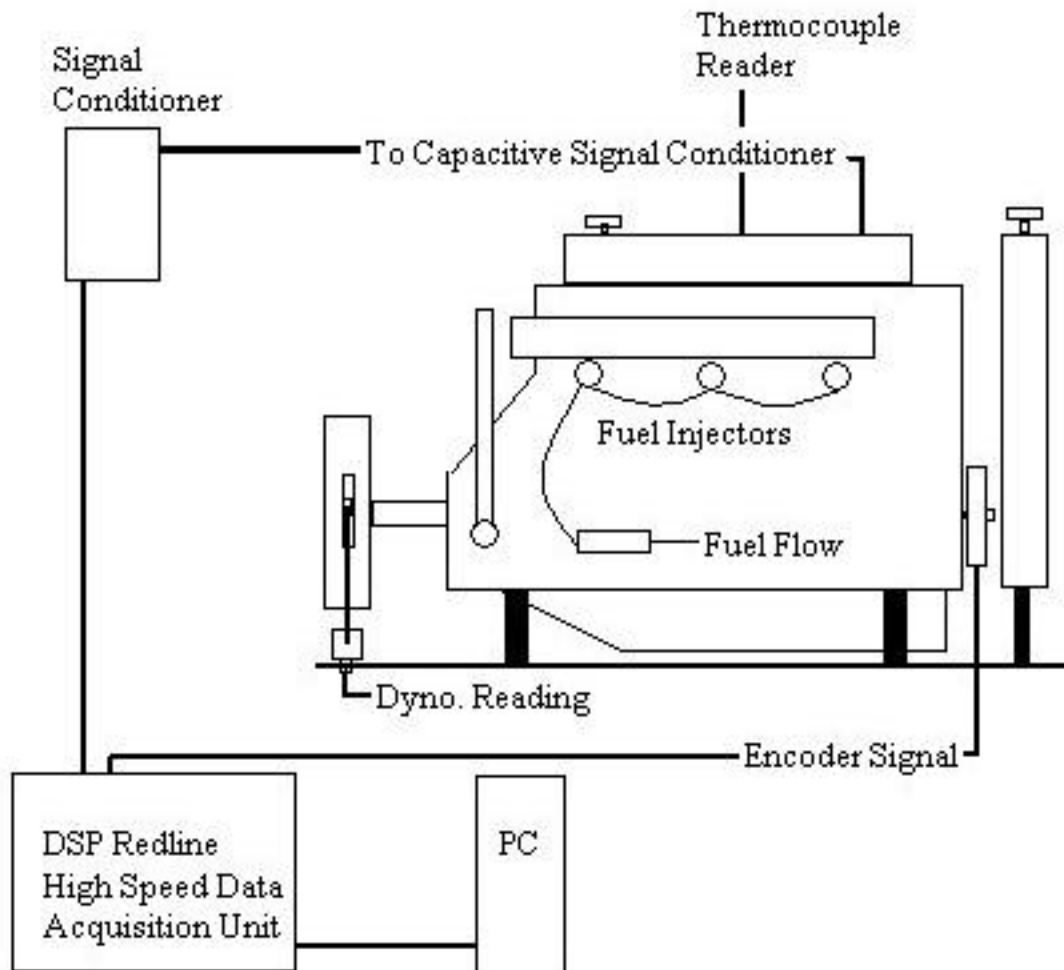 Thermocouple
Reader
Signal
Conditioner
To Capacitive Signal Conditioner
Fuel Injectors
Fuel Flow
Dyno. Reading
Encoder Signal
DSP Redline
High Speed Data
Acquisition Unit
PC